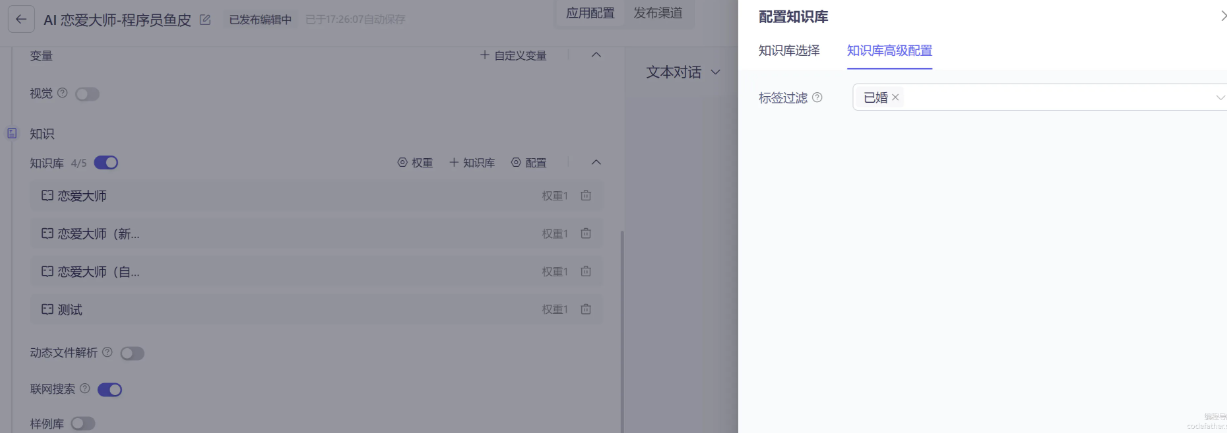 AI 恋爱大师-程序员鱼皮
已发布编辑中
已于17:26:07自动保存
应用配置
发布渠道
变量
自定义变量
视觉
知识
知识库 4/5
权重
知识库
配置
恋爱大师
权重1
恋爱大师（新...
权重1
恋爱大师（自...
权重1
测试
权重1
动态文件解析
联网搜索
样例库
文本对话
配置知识库
知识库选择
知识库高级配置
标签过滤
已婚